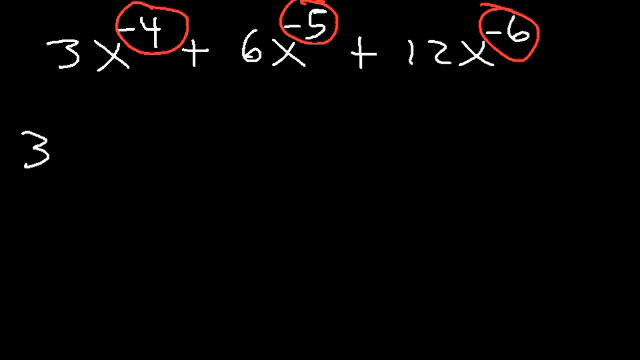 3x⁻⁴ + 6x⁻⁵ + 12x⁻⁶
3